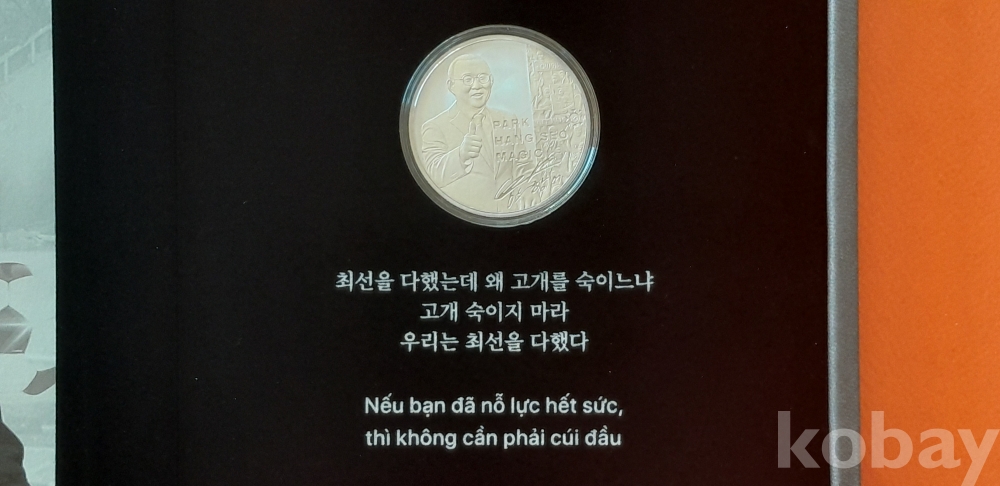 PARK
HANG SEO
MAGIC
최선을 다했는데 왜 고개를 숙이느냐
고개 숙이지 마라
우리는 최선을 다했다
Nếu bạn đã nỗ lực hết sức,
thì không cần phải cúi đầu
kobay